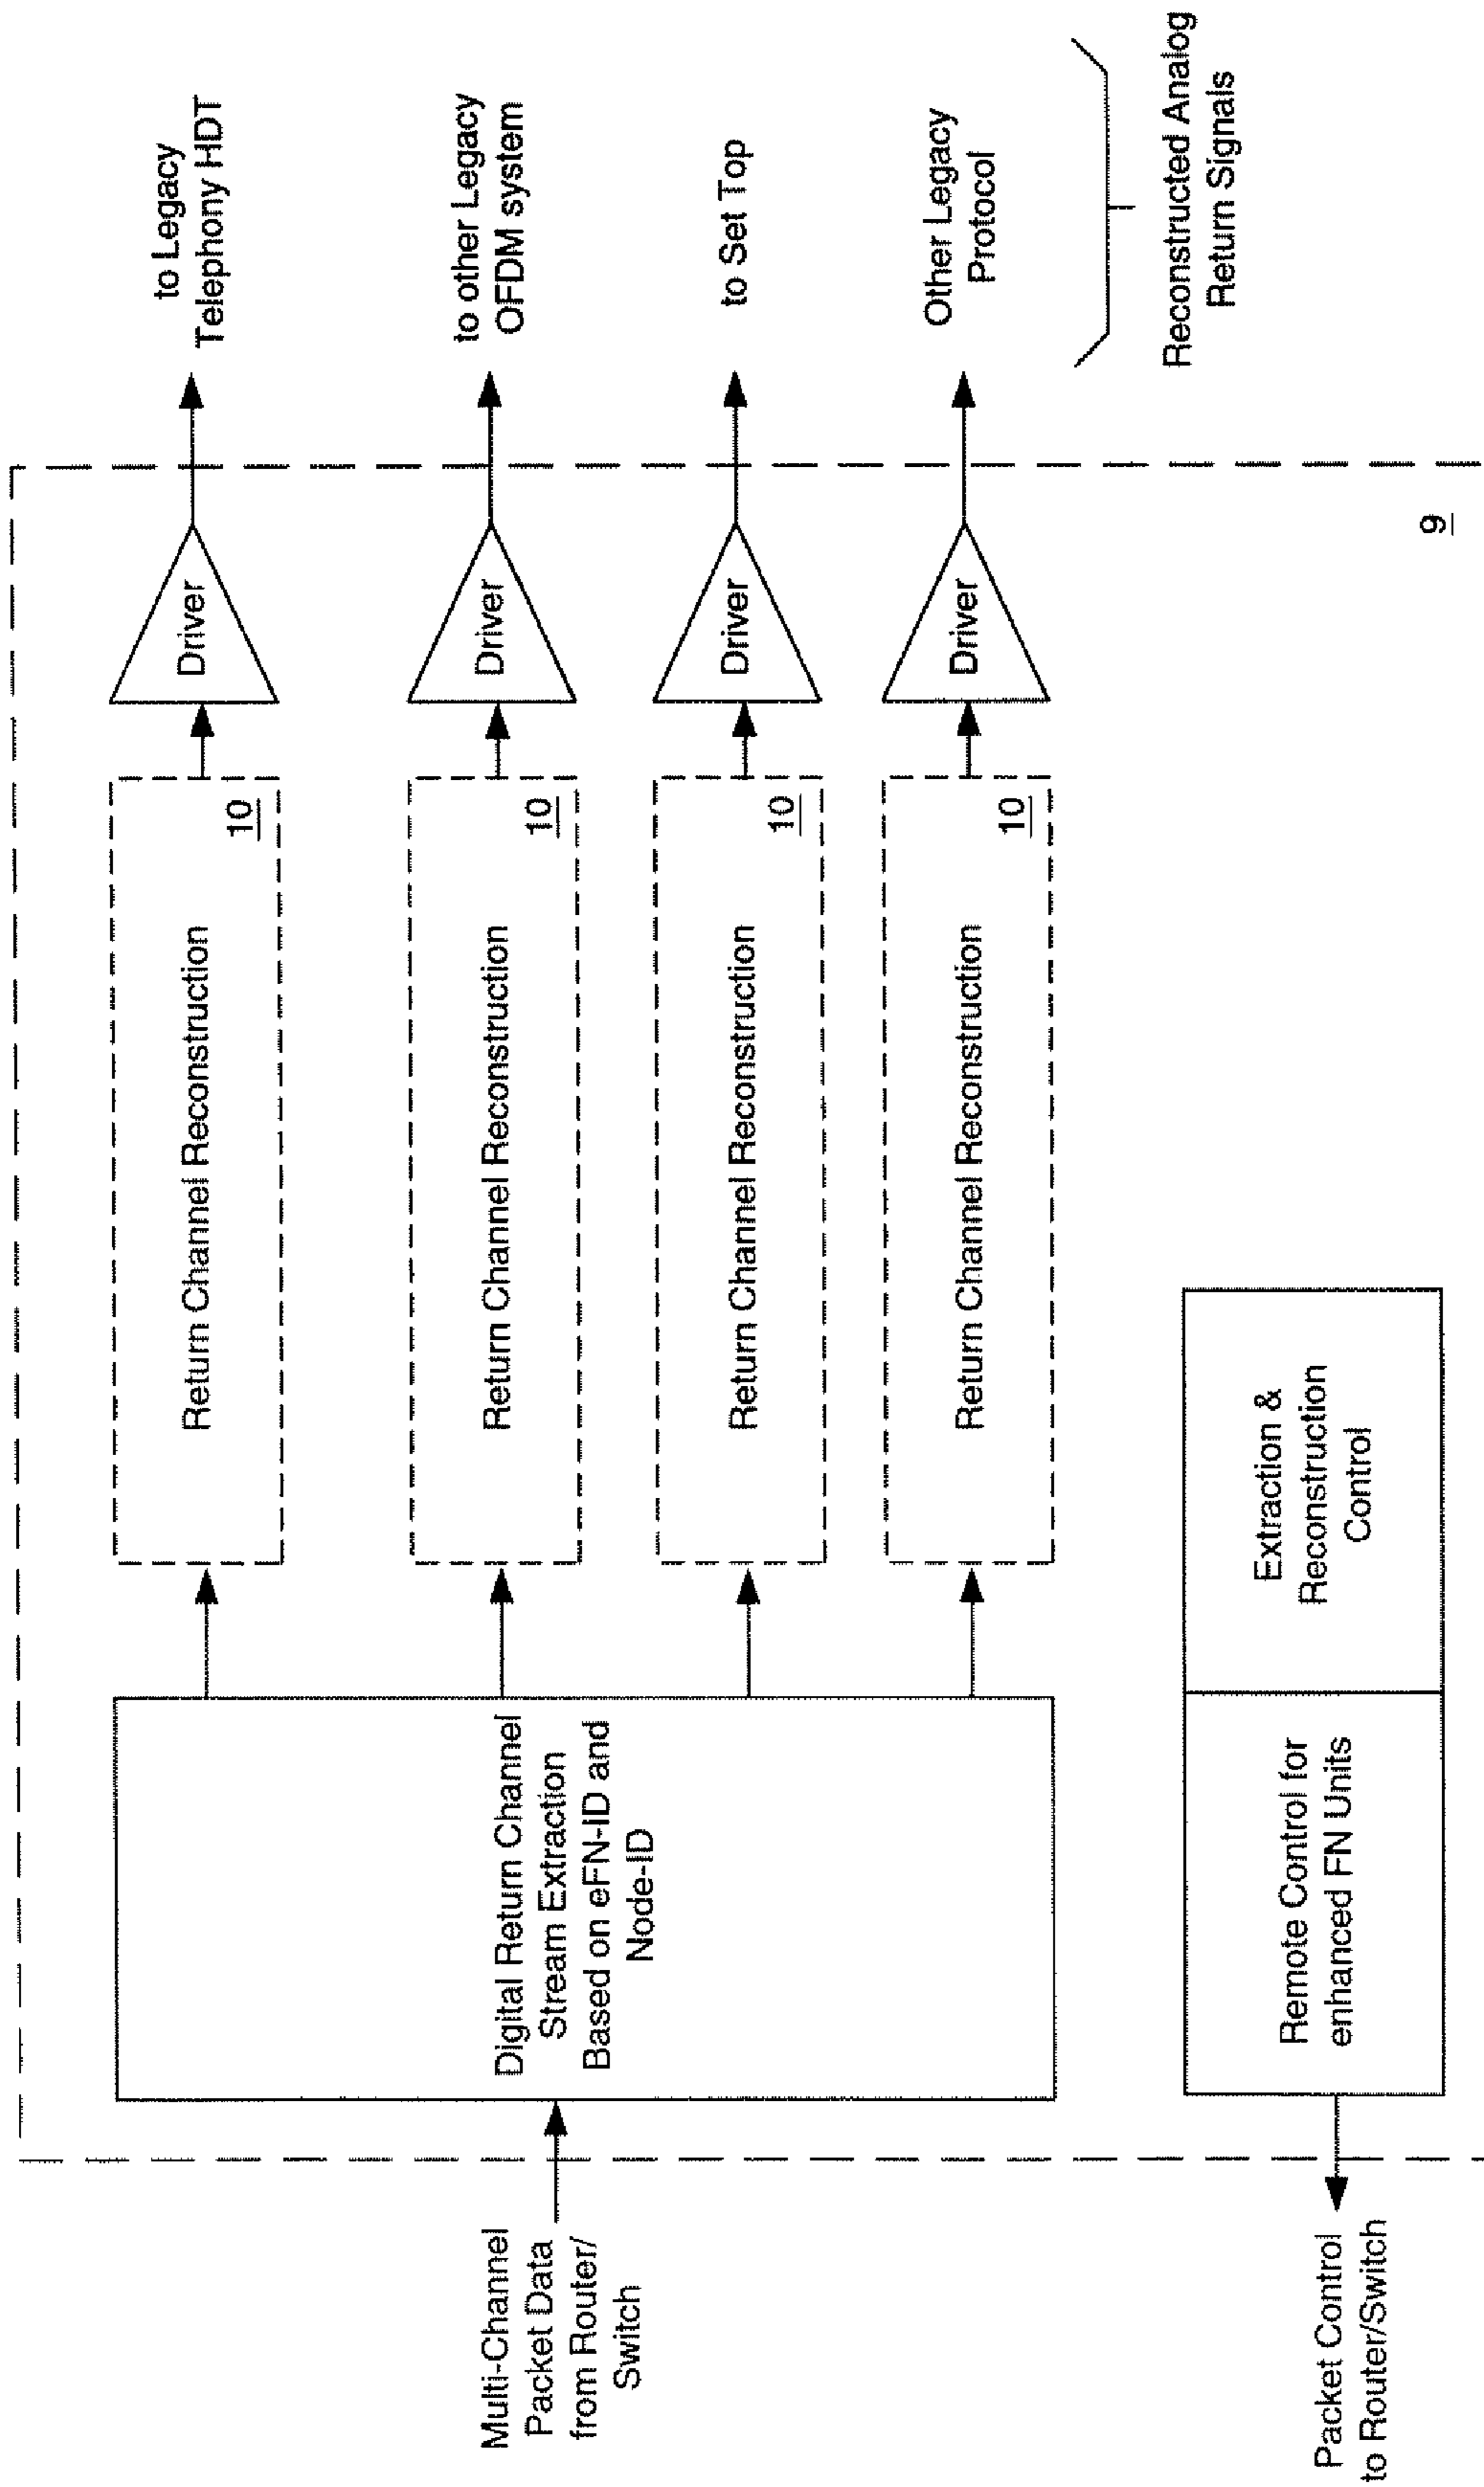 Multi-Channel
Packet Data
from Router/
Switch
Digital Return Channel
Stream Extraction
Based on eFN-ID and
Node-ID
Return Channel Reconstruction
10
Driver
to Legacy
Telephony HDT
Return Channel Reconstruction
10
Driver
to other Legacy
OFDM system
Return Channel Reconstruction
10
Driver
to Set Top
Return Channel Reconstruction
10
Driver
Other Legacy
Protocol
Reconstructed Analog
Return Signals
Packet Control
to Router/Switch
Remote Control for
enhanced FN Units
Extraction &
Reconstruction
Control
9